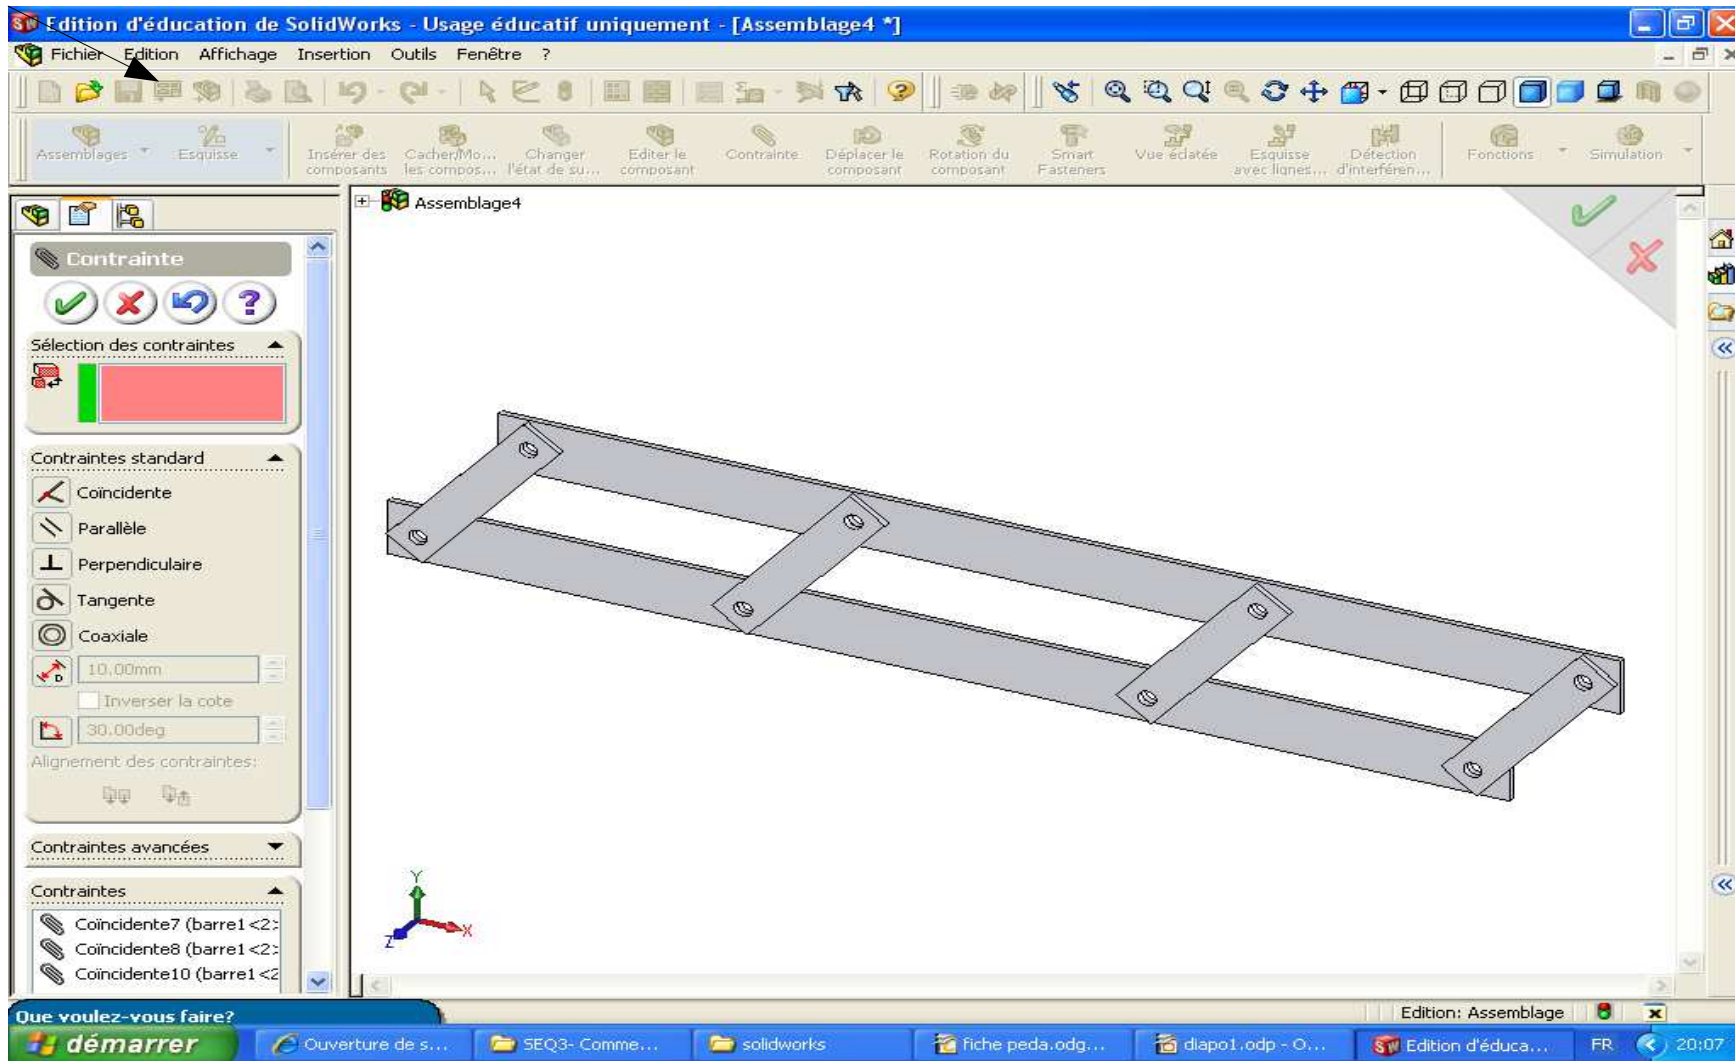 Edition d'éducation de SolidWorks - Usage éducatif uniquement - [Assemblage4 *]
Fichier Edition Affichage Insertion Outils Fenêtre ?
Assemblages Esquisse Insérer des composants Cacher/Mo... les compos... Changer l'état de su... Editer le composant Contrainte Déplacer le composant Rotation du composant Smart Fasteners Vue éclatée Esquisse avec lignes... Détection d'interféren... Fonctions Simulation
Assemblage4
Contrainte
Sélection des contraintes
Contraintes standard
Coïncidente
Parallèle
Perpendiculaire
Tangente
Coaxiale
10.00mm
Inverser la cote
30.00deg
Alignement des contraintes:
Contraintes avancées
Contraintes
Coïncidente7 (barre1<2>
Coïncidente8 (barre1<2>
Coïncidente10 (barre1<2
Y
Z
X
Que voulez-vous faire?
Edition: Assemblage
démarrer Ouverture de s... SEQ3- Comme... solidworks fiche peda.odg... diapo1.odp - O... Edition d'éduca... FR 20:07